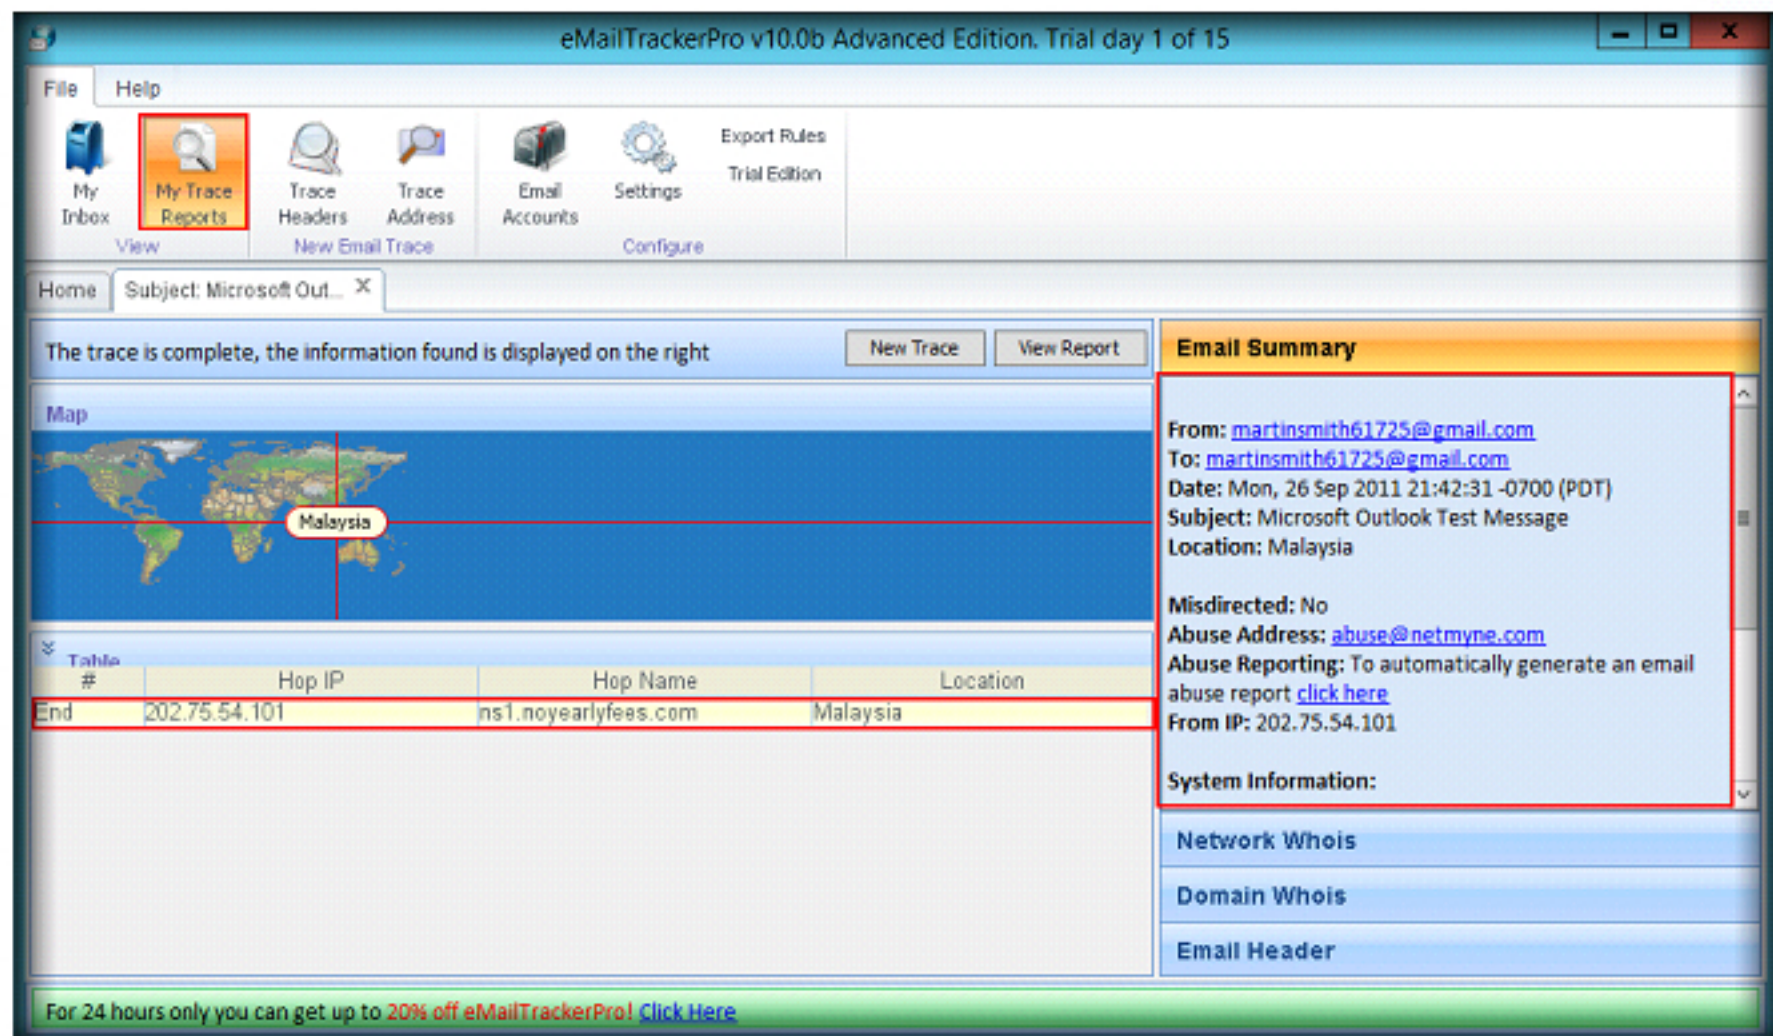 eMailTrackerPro v10.0b Advanced Edition. Trial day 1 of 15
File Help
My Inbox
My Trace Reports
Trace Headers
Trace Address
Email Accounts
Settings
Export Rules
Trial Edition
View
New Email Trace
Configure
Home
Subject: Microsoft Out...
The trace is complete, the information found is displayed on the right
New Trace
View Report
Map
Malaysia
Table
# Hop IP Hop Name Location
End 202.75.54.101 ns1.noyearlyfees.com Malaysia
Email Summary
From: martinsmith61725@gmail.com
To: martinsmith61725@gmail.com
Date: Mon, 26 Sep 2011 21:42:31 -0700 (PDT)
Subject: Microsoft Outlook Test Message
Location: Malaysia
Misdirected: No
Abuse Address: abuse@netmyne.com
Abuse Reporting: To automatically generate an email
abuse report click here
From IP: 202.75.54.101
System Information:
Network Whois
Domain Whois
Email Header
For 24 hours only you can get up to 20% off eMailTrackerPro! Click Here